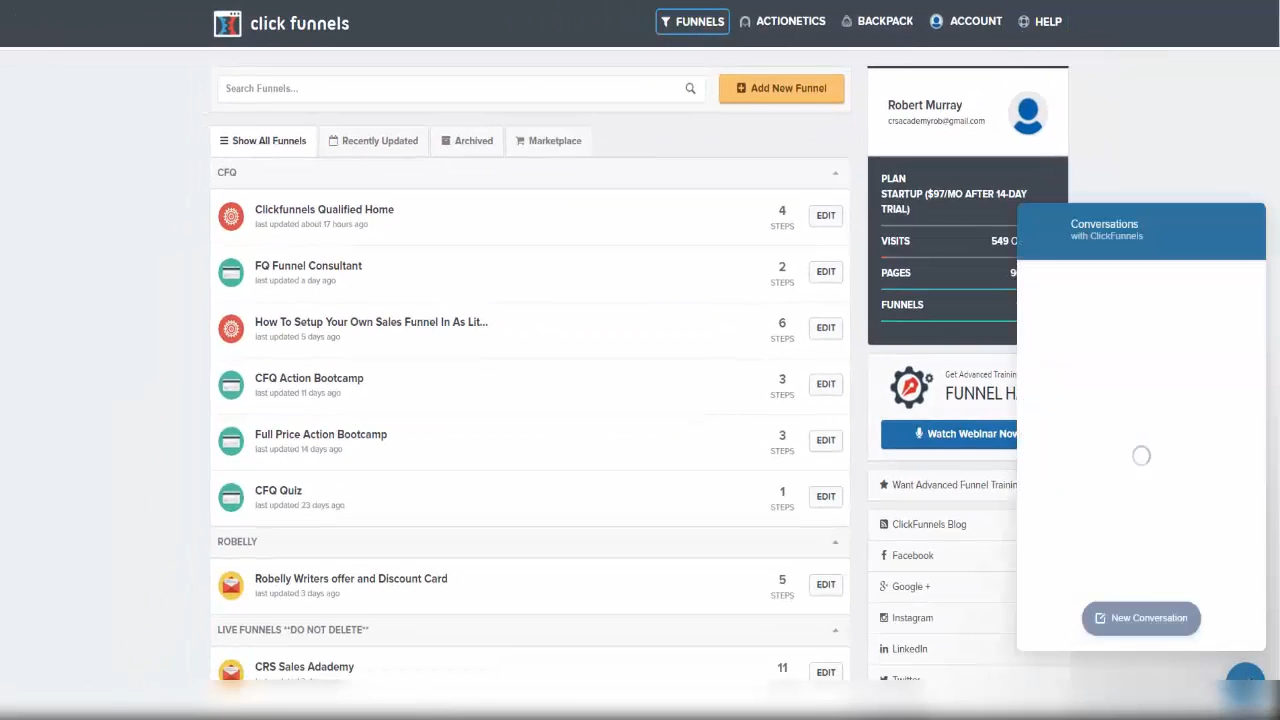 click funnels
FUNNELS
ACTIONETICS
BACKPACK
ACCOUNT
HELP
Search Funnels...
Add New Funnel
Show All Funnels
Recently Updated
Archived
Marketplace
CFQ
Clickfunnels Qualified Home
last updated about 17 hours ago
4
STEPS
EDIT
FQ Funnel Consultant
last updated a day ago
2
STEPS
EDIT
How To Setup Your Own Sales Funnel In As Lit...
last updated 5 days ago
6
STEPS
EDIT
CFQ Action Bootcamp
last updated 11 days ago
3
STEPS
EDIT
Full Price Action Bootcamp
last updated 14 days ago
3
STEPS
EDIT
CFQ Quiz
last updated 23 days ago
1
STEPS
EDIT
ROBELLY
Robelly Writers offer and Discount Card
last updated 3 days ago
5
STEPS
EDIT
LIVE FUNNELS **DO NOT DELETE**
CRS Sales Adademy
11
EDIT
Robert Murray
crsacademyrob@gmail.com
PLAN
STARTUP ($97/MO AFTER 14-DAY
TRIAL)
VISITS
549
PAGES
FUNNELS
Get Advanced Training
FUNNEL
Watch Webinar Now
Want Advanced Funnel
ClickFunnels Blog
Facebook
Google +
Instagram
LinkedIn
Conversations
with ClickFunnels
New Conversation